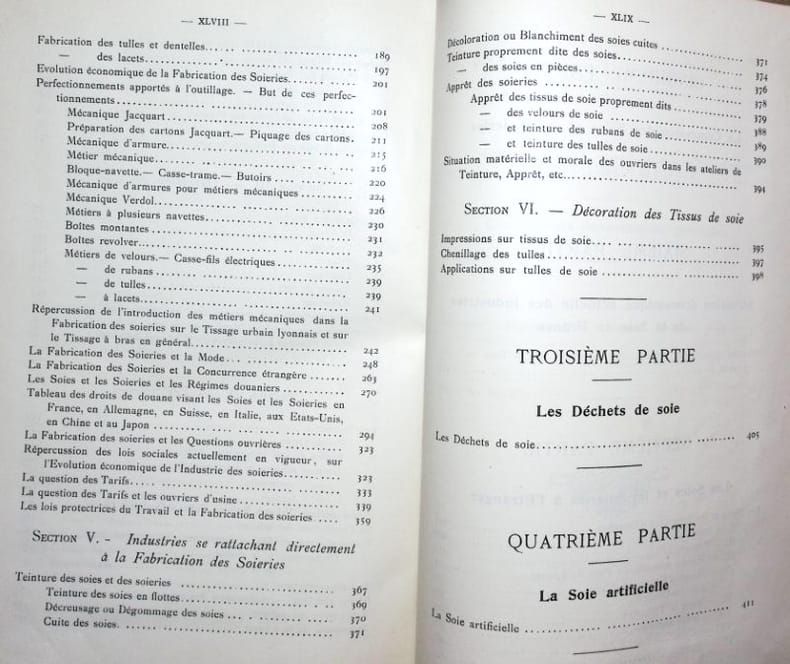 — XLVIII —
Fabrication des tulles et dentelles.................. 189
— des lacets.................. 197
Evolution économique de la Fabrication des Soieries.................. 201
Perfectionnements apportés à l'outillage. — But de ces perfec-
tionnements.................. 201
Mécanique Jacquart.................. 208
Préparation des cartons Jacquart.— Piquage des cartons. 211
Mécanique d'armure.................. 215
Métier mécanique.................. 216
Bloque-navette.— Casse-trame.— Butoirs.................. 220
Mécanique d'armures pour métiers mécaniques.................. 224
Mécanique Verdol.................. 226
Métiers à plusieurs navettes.................. 230
Boîtes montantes.................. 231
Boîtes revolver.................. 232
Métiers de velours.— Casse-fils électriques.................. 235
— de rubans.................. 239
— de tulles.................. 239
— à lacets.................. 241
Répercussion de l'introduction des métiers mécaniques dans la
Fabrication des soieries sur le Tissage urbain lyonnais et sur
le Tissage à bras en général.................. 242
La Fabrication des Soieries et la Mode.................. 248
La Fabrication des Soieries et la Concurrence étrangère.................. 263
Les Soies et les Soieries et les Régimes douaniers.................. 270
Tableau des droits de douane visant les Soies et les Soieries en
France, en Allemagne, en Suisse, en Italie, aux Etats-Unis,
en Chine et au Japon.................. 294
La Fabrication des soieries et les Questions ouvrières.................. 323
Répercussion des lois sociales actuellement en vigueur, sur
l'Evolution économique de l'Industrie des soieries.................. 323
La question des Tarifs.................. 333
La question des Tarifs et les ouvriers d'usine.................. 339
Les lois protectrices du Travail et la Fabrication des soieries.... 359
SECTION V. - Industries se rattachant directement
à la Fabrication des Soieries
Teinture des soies et des soieries.................. 367
Teinture des soies en flottes.................. 369
Décreusage ou Dégommage des soies.................. 370
Cuite des soies.................. 371
— XLIX —
Décoloration ou Blanchiment des soies cuites.................. 371
Teinture proprement dite des soies.................. 374
— des soies en pièces.................. 376
Apprêt des soieries.................. 378
Apprêt des tissus de soie proprement dits.................. 379
— des velours de soie.................. 388
— et teinture des rubans de soie.................. 389
— et teinture des tulles de soie.................. 390
Situation matérielle et morale des ouvriers dans les ateliers de
Teinture, Apprêt, etc.................. 394
SECTION VI. — Décoration des Tissus de soie
Impressions sur tissus de soie.................. 395
Chenillage des tulles.................. 397
Applications sur tulles de soie.................. 398
TROISIÈME PARTIE
Les Déchets de soie
Les Déchets de soie.................. 405
QUATRIÈME PARTIE
La Soie artificielle
La Soie artificielle.................. 411